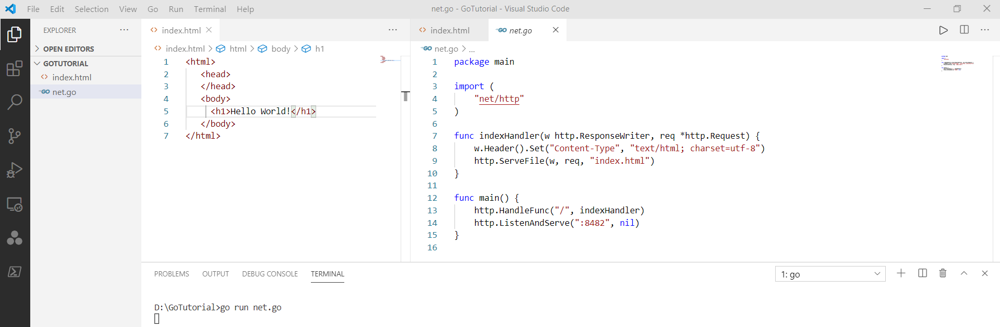 File Edit Selection View Go Run Terminal Help
net.go - GoTutorial - Visual Studio Code
EXPLORER
OPEN EDITORS
GOTUTORIAL
index.html
net.go
index.html
index.html > html > body > h1
1 <html>
2 <head>
3 </head>
4 <body>
5 <h1>Hello World!</h1>
6 </body>
7 </html>
index.html
net.go
net.go > ...
1 package main
2
3 import (
4 "net/http"
5 )
6
7 func indexHandler(w http.ResponseWriter, req *http.Request) {
8 w.Header().Set("Content-Type", "text/html; charset=utf-8")
9 http.ServeFile(w, req, "index.html")
10 }
11
12 func main() {
13 http.HandleFunc("/", indexHandler)
14 http.ListenAndServe(":8482", nil)
15 }
16
PROBLEMS OUTPUT DEBUG CONSOLE TERMINAL
1: go
D:\GoTutorial>go run net.go